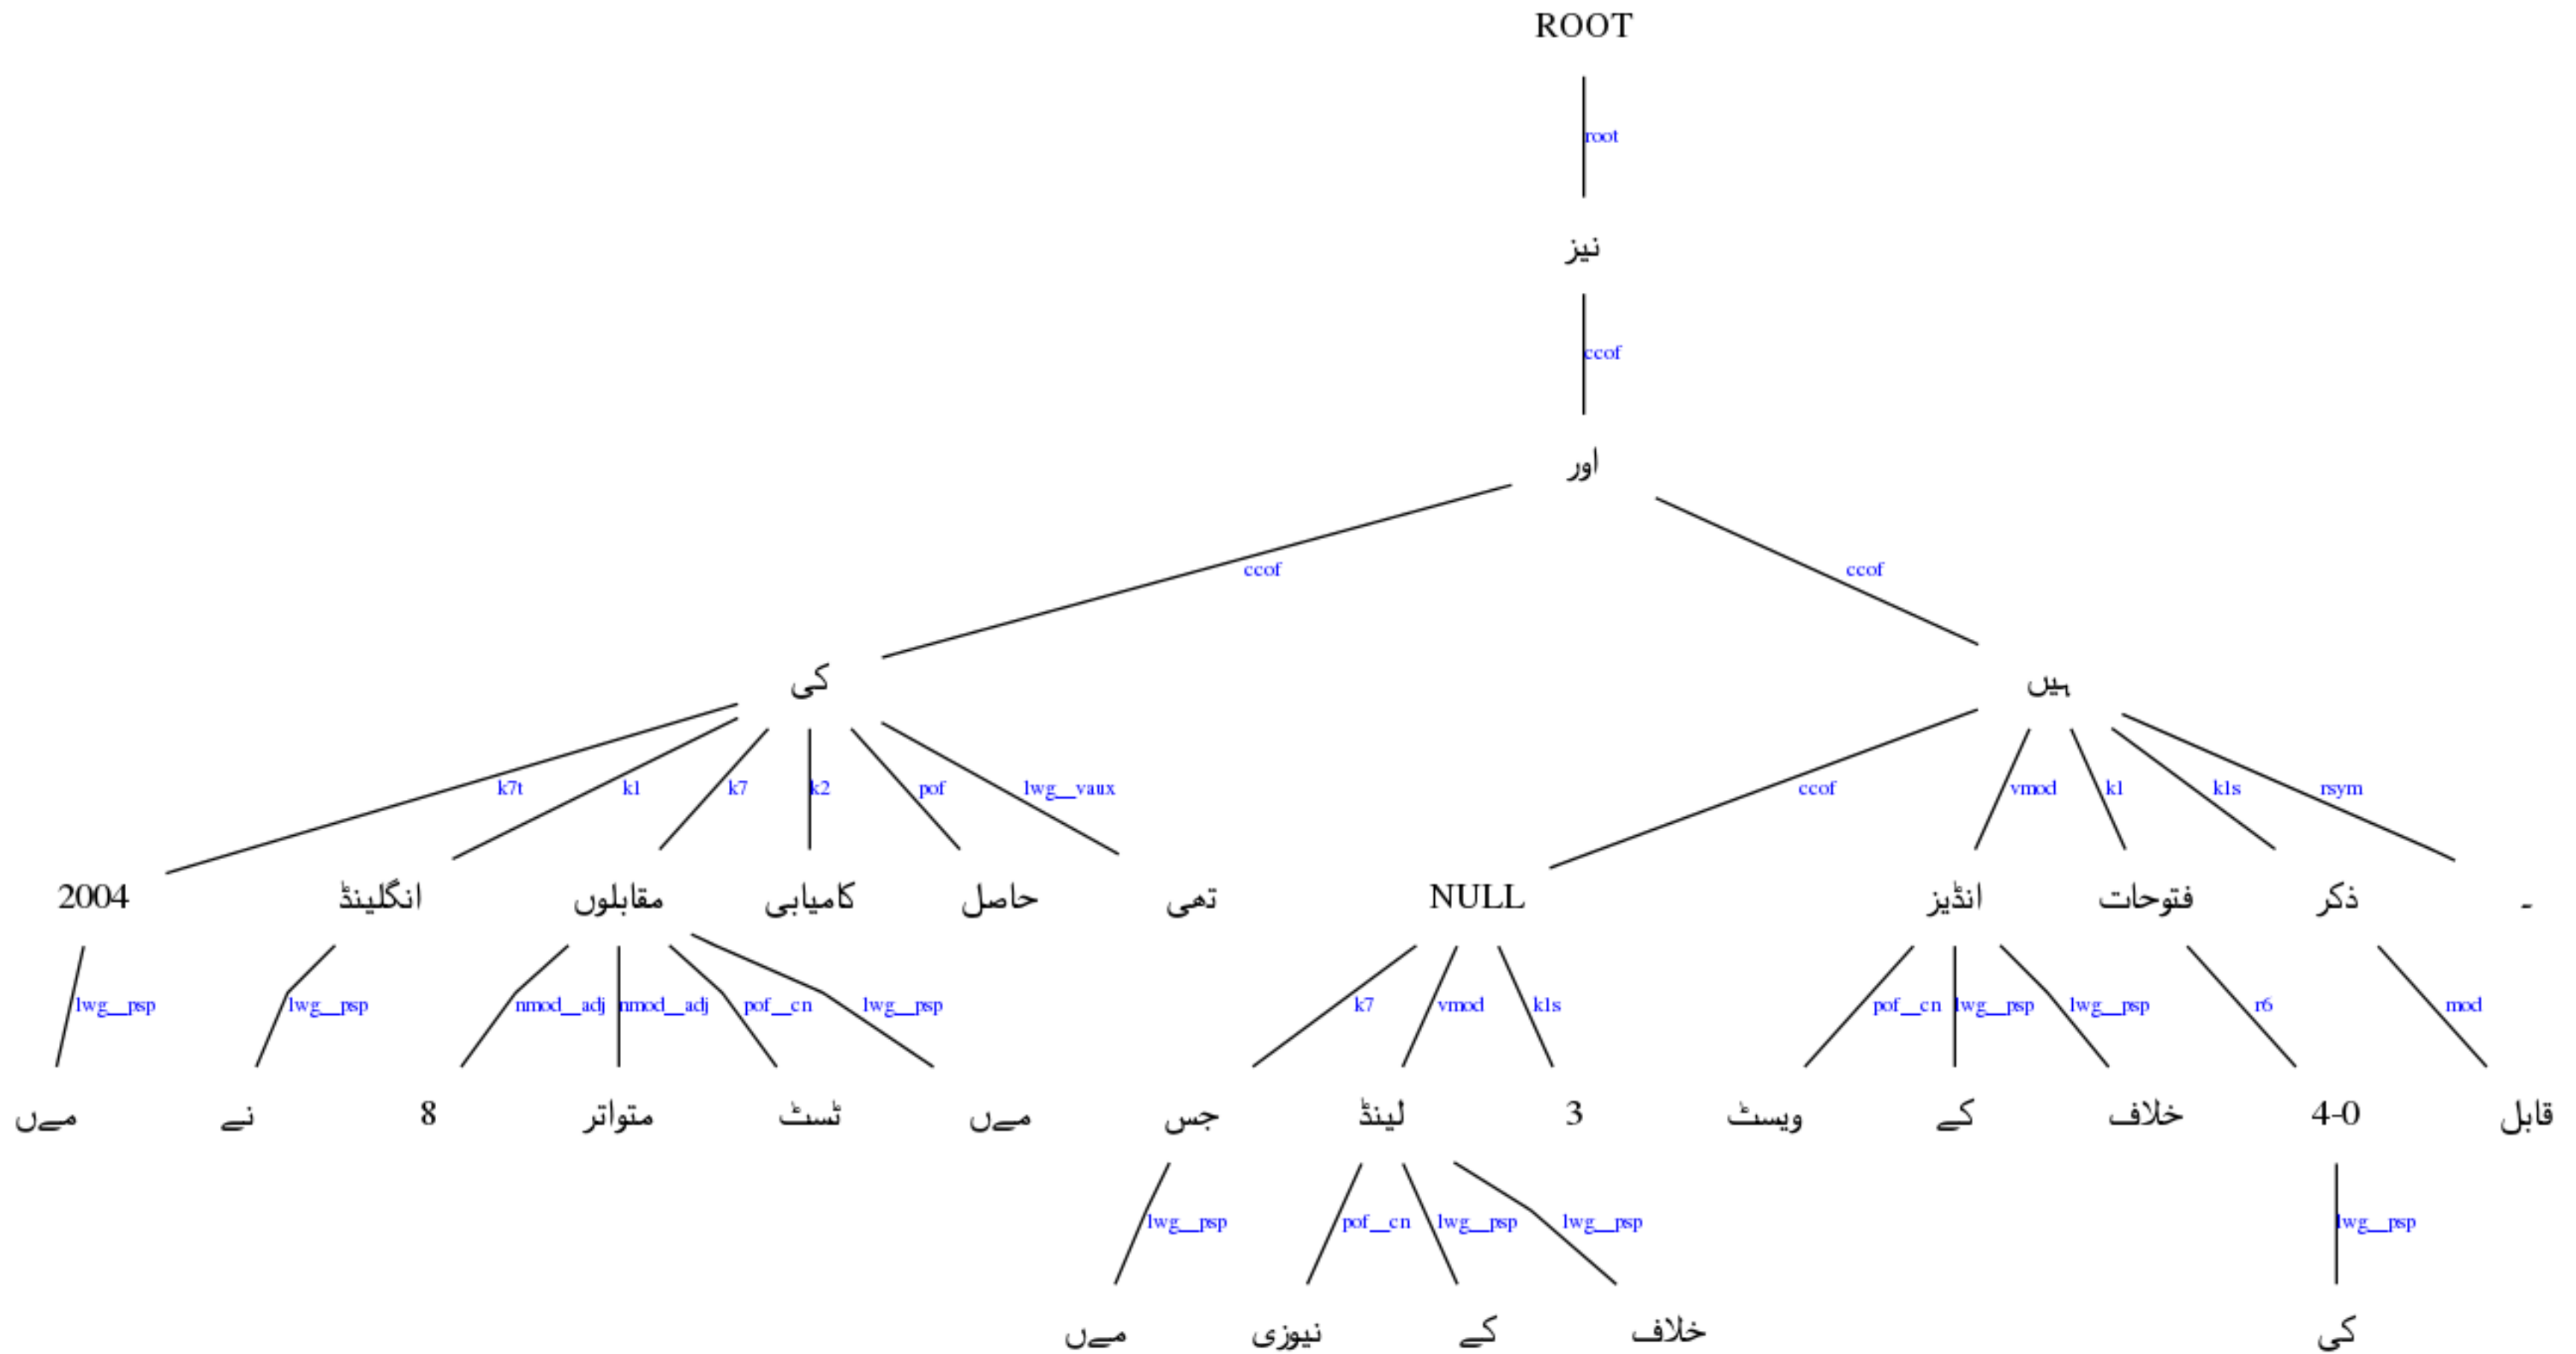 ROOT
root
نیز
ccof
اور
ccof ccof
کی ہیں
k7t k1 k7 k2 pof lwg__vaux ccof vmod k1 k1s rsym
2004 انگلینڈ مقابلوں کامیابی حاصل تھی NULL انڈیز فتوحات ذکر ۔
lwg__psp lwg__psp nmod__adj nmod__adj pof__cn lwg__psp k7 vmod k1s pof__cn lwg__psp lwg__psp r6 mod
مےں نے 8 متواتر ٹسٹ مےں جس لینڈ 3 ویسٹ کے خلاف 4-0 قابل
lwg__psp pof__cn lwg__psp lwg__psp lwg__psp
مےں نیوزی کے خلاف کی